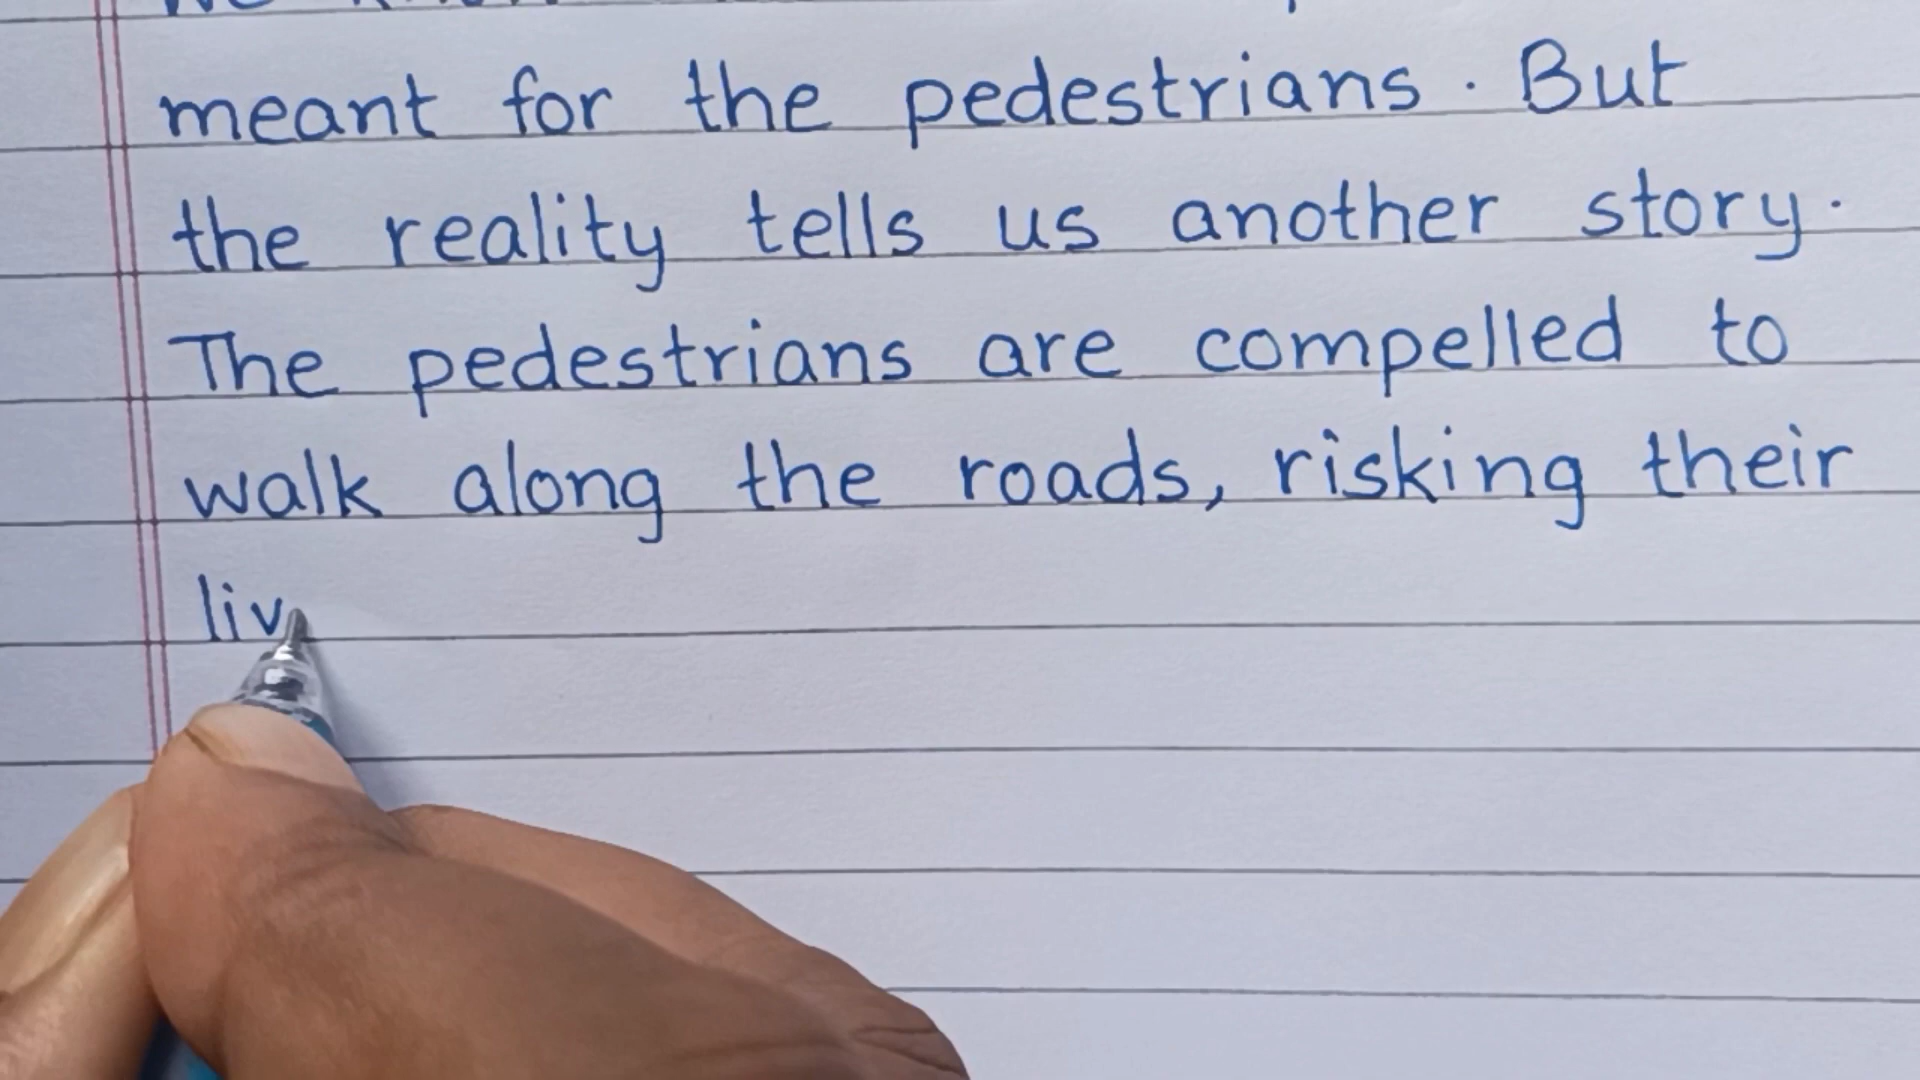 meant for the pedestrians. But
the reality tells us another story.
The pedestrians are compelled to
walk along the roads, risking their
liv